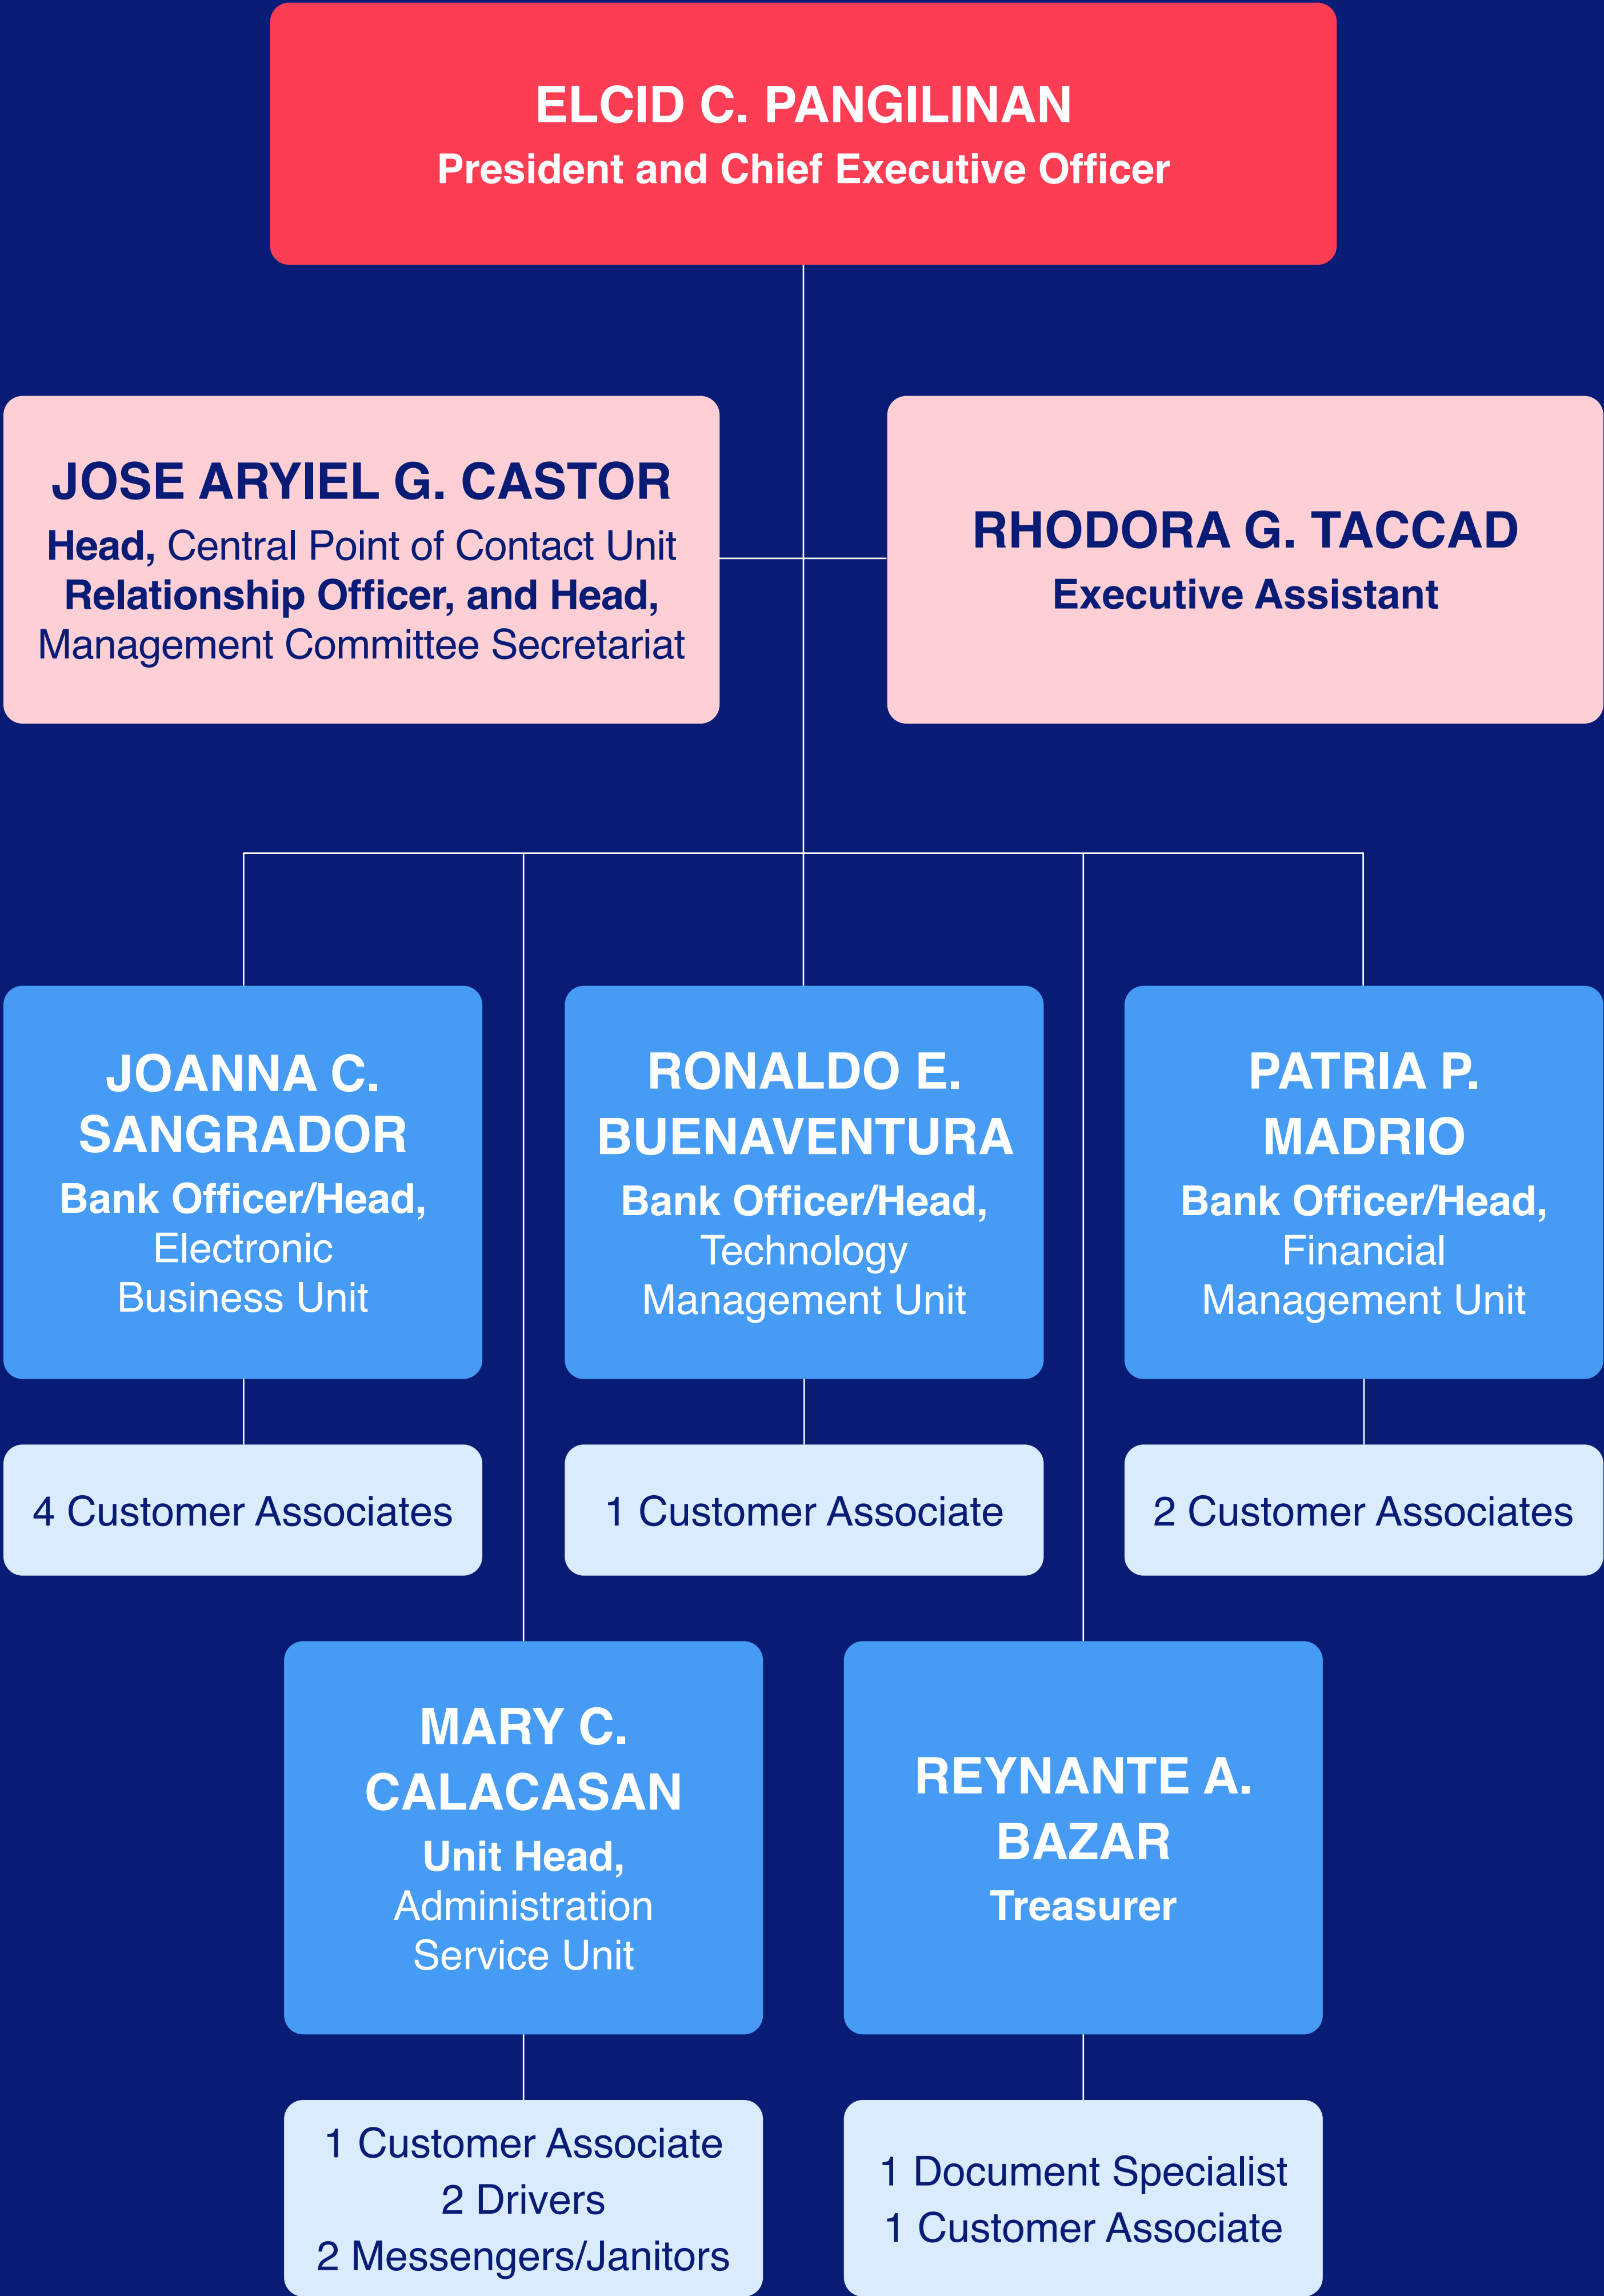 ELCID C. PANGILINAN
President and Chief Executive Officer
JOSE ARYIEL G. CASTOR
Head, Central Point of Contact Unit
Relationship Officer, and Head,
Management Committee Secretariat
RHODORA G. TACCAD
Executive Assistant
JOANNA C.
SANGRADOR
Bank Officer/Head,
Electronic
Business Unit
RONALDO E.
BUENAVENTURA
Bank Officer/Head,
Technology
Management Unit
PATRIA P.
MADRIO
Bank Officer/Head,
Financial
Management Unit
4 Customer Associates
1 Customer Associate
2 Customer Associates
MARY C.
CALACASAN
Unit Head,
Administration
Service Unit
REYNANTE A.
BAZAR
Treasurer
1 Customer Associate
2 Drivers
2 Messengers/Janitors
1 Document Specialist
1 Customer Associate